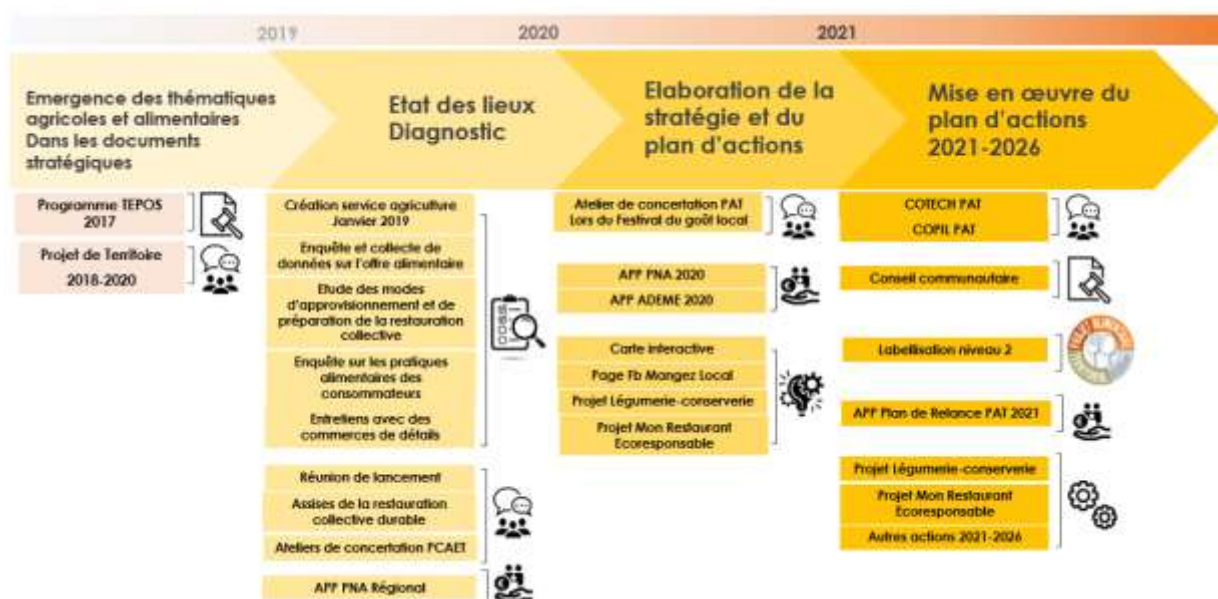 2019
2020
2021
Emergence des thématiques
agricoles et alimentaires
Dans les documents
stratégiques
Etat des lieux
Diagnostic
Elaboration de la
stratégie et du
plan d'actions
Mise en œuvre du
plan d'actions
2021-2026
Programme TEPOS
2017
Projet de Territoire
2018-2020
Création service agriculture
Janvier 2019
Enquête et collecte de
données sur l'offre alimentaire
Etude des modes
d'approvisionnement et de
préparation de la restauration
collective
Enquête sur les pratiques
alimentaires des
consommateurs
Entretiens avec des
commerces de détails
Réunion de lancement
Assises de la restauration
collective durable
Ateliers de concertation PCAET
APP PNA Régional
Atelier de concertation PAT
Lors du Festival du goût local
APP PNA 2020
APP ADEME 2020
Carte interactive
Page Fb Mangez Local
Projet Légumerie-conserverie
Projet Mon Restaurant
Ecoresponsable
COTECH PAT
COPIL PAT
Conseil communautaire
Labellisation niveau 2
APP Plan de Relance PAT 2021
Projet Légumerie-conserverie
Projet Mon Restaurant
Ecoresponsable
Autres actions 2021-2026